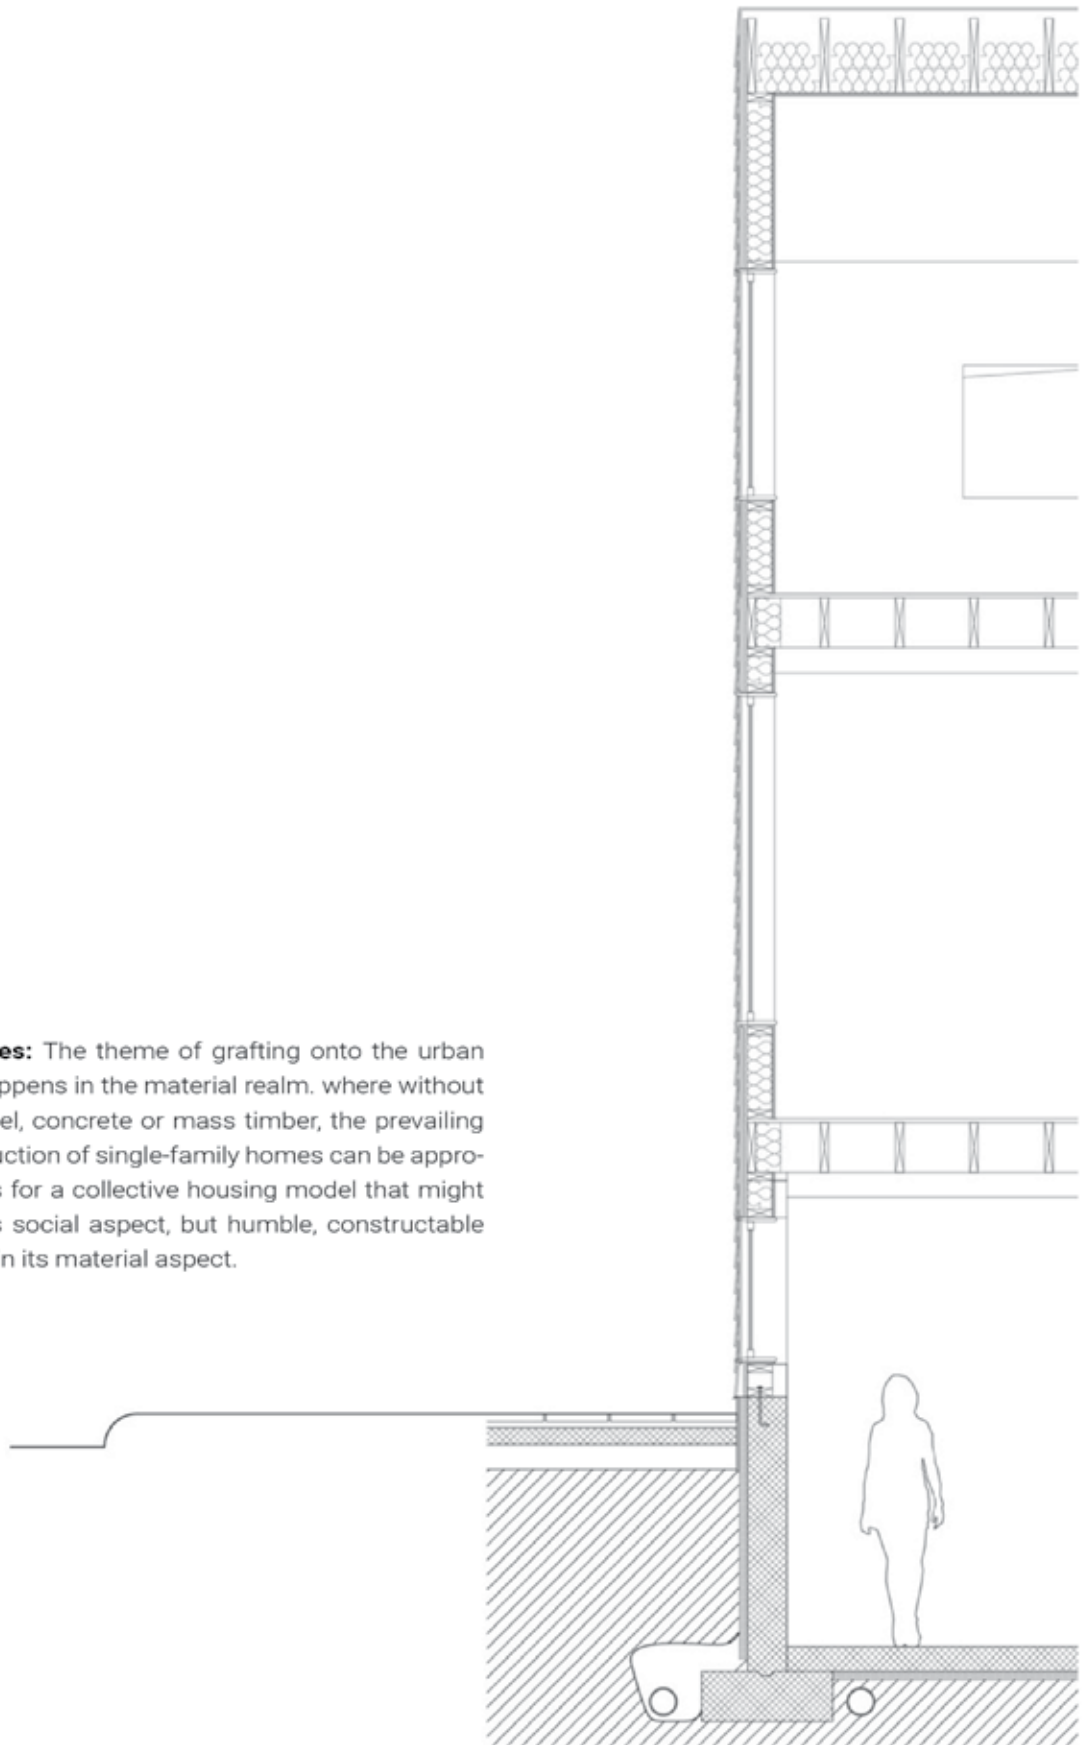 es: The theme of grafting onto the urban
ppens in the material realm. where without
el, concrete or mass timber, the prevailing
uction of single-family homes can be appro-
s for a collective housing model that might
s social aspect, but humble, constructable
n its material aspect.